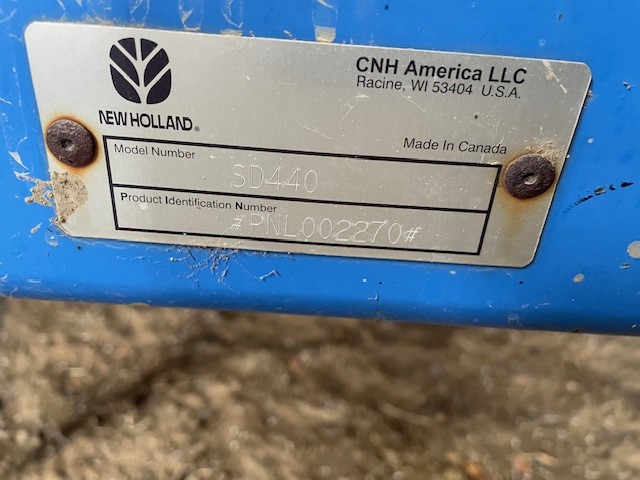 NEW HOLLAND®
CNH America LLC
Racine, WI 53404 U.S.A.
Made In Canada
Model Number
SD440
Product Identification Number
#PNL002270#